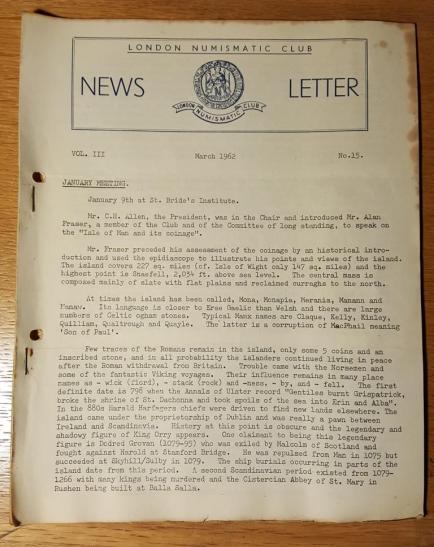 LONDON NUMISMATIC CLUB
NEWS LETTER
LONDON NUMISMATIC CLUB
VOL. III March 1962 No.15.
JANUARY MEETING.
January 9th at St. Bride's Institute.
Mr. C.H. Allen, the President, was in the Chair and introduced Mr. Alan
Fraser, a member of the Club and of the Committee of long standing, to speak
on the "Isle of Man and its coinage".
Mr. Fraser preceded his assessment of the coinage by an historical intro-
duction and used the epidiascope to illustrate his points and views of the island.
The island covers 227 sq. miles (cf. Isle of Wight only 147 sq. miles) and the
highest point is Snaefell, 2,034 ft. above sea level. The central mass is
composed mainly of slate with flat plains and reclaimed curraghs to the north.
At times the island has been called, Mona, Monapia, Merania, Manann and
Manav. Its language is closer to Erse Gaelic than Welsh and there are large
numbers of Celtic ogham stones. Typical Manx names are Claque, Kelly, Kinley,
Quilliam, Qualtrough and Quayle. The latter is a corruption of MacPhail meaning
'Son of Paul'.
Few traces of the Romans remain in the island, only some 5 coins and an
inscribed stone, and in all probability the islanders continued living in peace
after the Roman withdrawal from Britain. Trouble came with the Norsemen and
some of the fantastic Viking voyages. Their influence remains in many place
names as - wick (fiord), - stack (rock) and -ness, - by, and - fell. The first
definite date is 798 when the Annals of Ulster record "Gentiles burnt Grispatrick,
broke the shrine of St. Dachonna and took spoils of the sea into Erin and Alba".
In the 880s Harald Harfagers chiefs were driven to find new lands elsewhere. The
island came under the proprietorship of Dublin and was really a pawn between
Ireland and Scandinavia. History at this point is obscure and the legendary and
shadowy figure of King Orry appears. One claimant to being this legendary
figure is Godred Crovan (1079-95) who was exiled by Malcolm of Scotland and
fought against Harold at Stamford Bridge. He was repulsed from Man in 1075 but
succeeded at Skyhill/Sulby in 1079. The ship burials occurring in parts of the
island date from this period. A second Scandinavian period existed from 1079-
1266 with many kings being murdered and the Cistercian Abbey of St. Mary in
Rushen being built at Balla Salla.